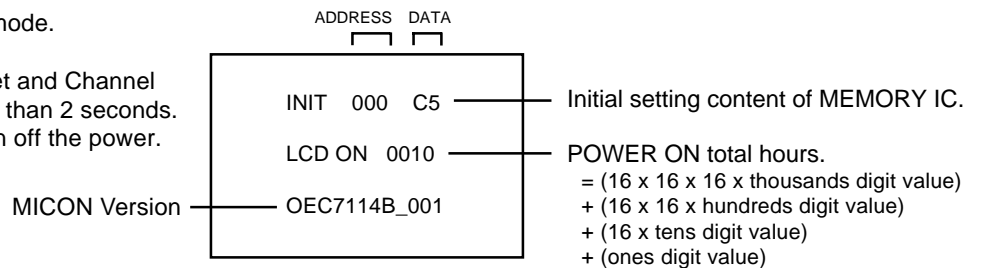 node.
et and Channel
than 2 seconds.
n off the power.
ADDRESS DATA
INIT 000 C5
Initial setting content of MEMORY IC.
LCD ON 0010
POWER ON total hours.
= (16 x 16 x 16 x thousands digit value)
+ (16 x 16 x hundreds digit value)
+ (16 x tens digit value)
+ (ones digit value)
MICON Version
OEC7114B_001